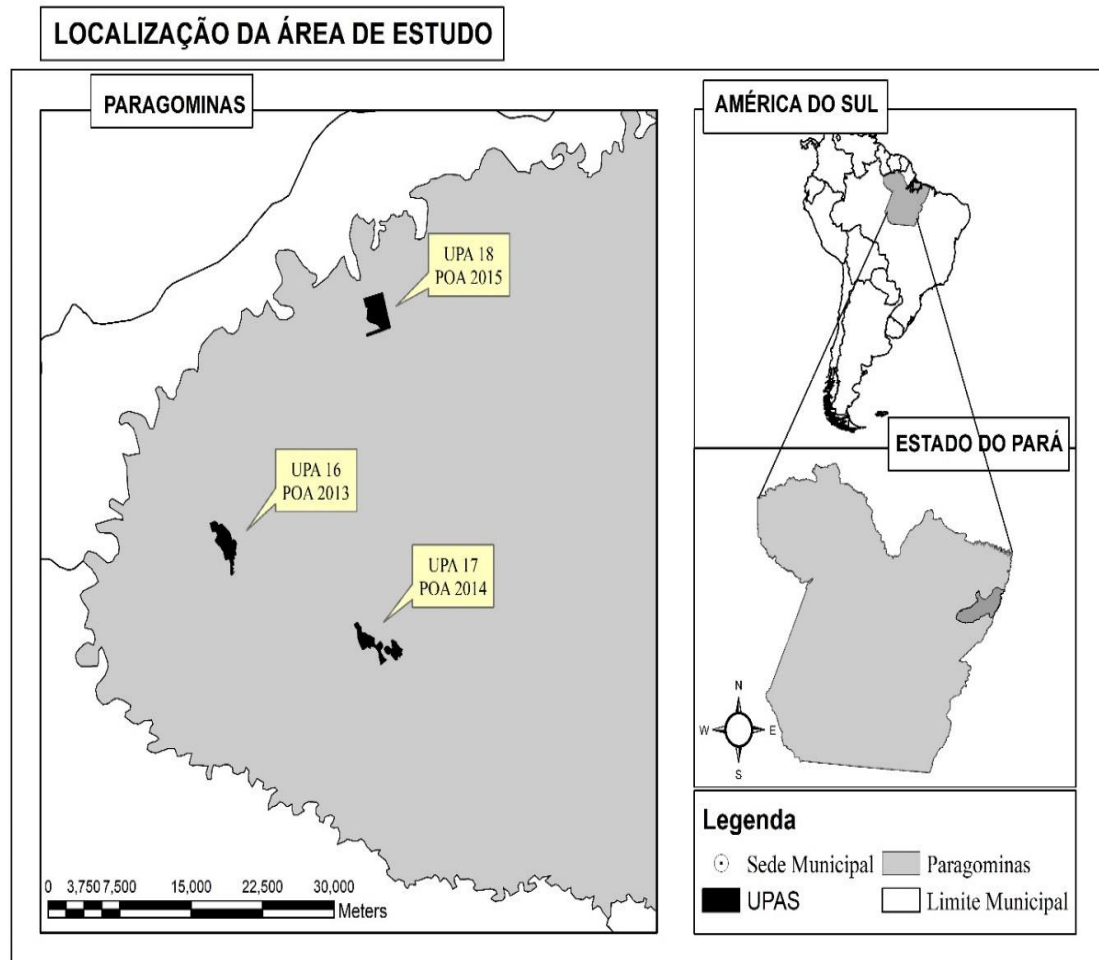 LOCALIZAÇÃO DA ÁREA DE ESTUDO
PARAGOMINAS
UPA 18
POA 2015
UPA 16
POA 2013
UPA 17
POA 2014
0 3,750 7,500 15,000 22,500 30,000
Meters
AMÉRICA DO SUL
ESTADO DO PARÁ
N
W E
S
Legenda
Sede Municipal Paragominas
UPAS Limite Municipal